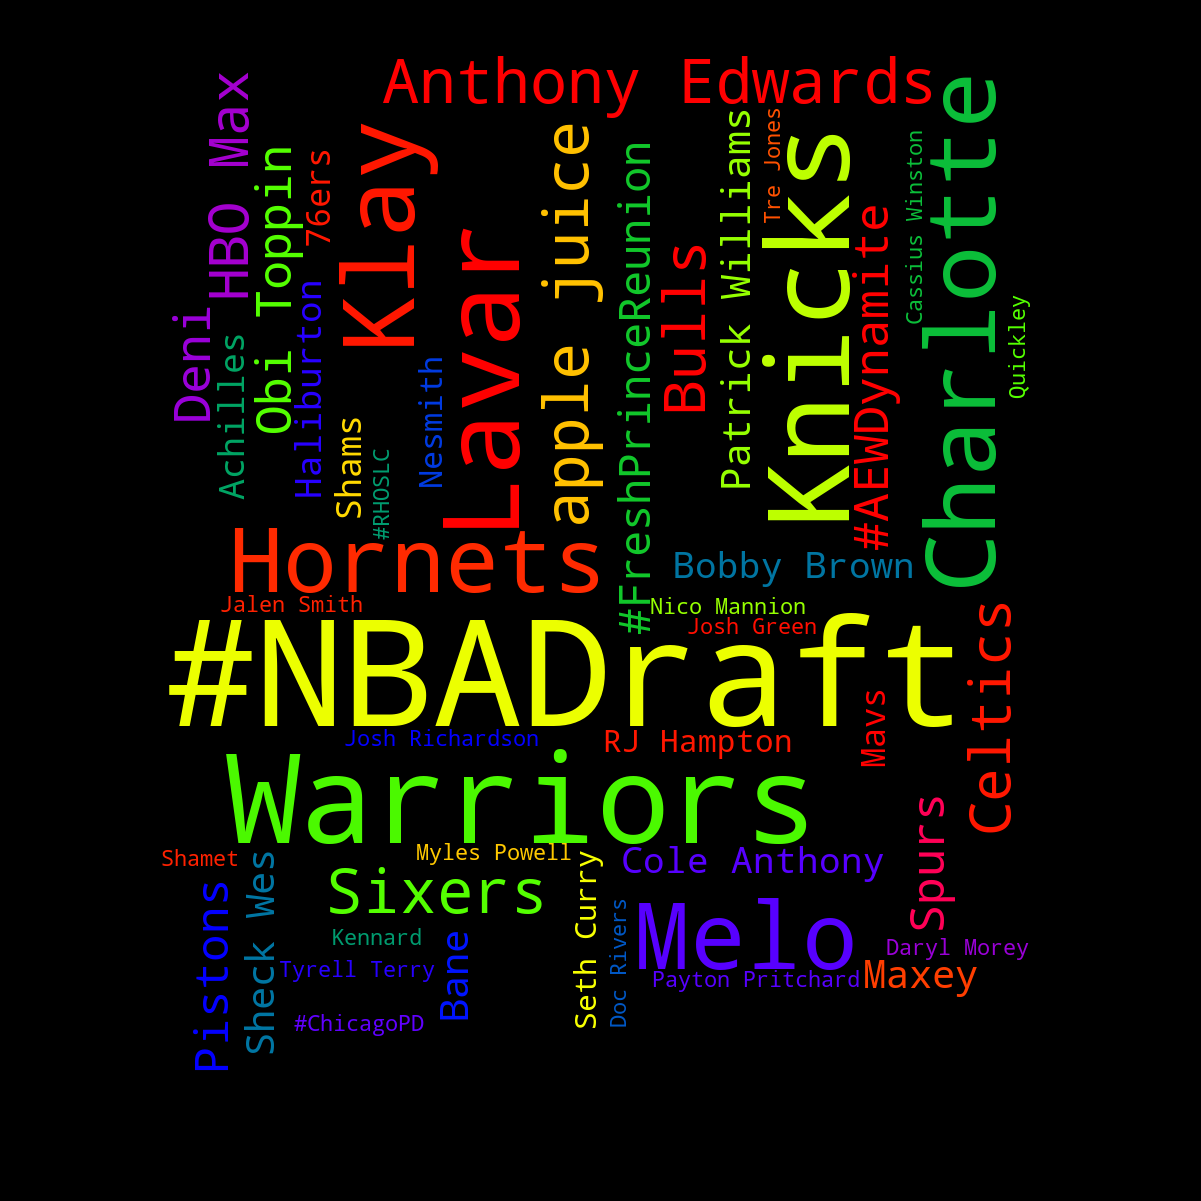 Anthony Edwards
HBO Max
Klay
Knicks
Charlotte
Tre Jones
Patrick Williams
apple juice
Cassius Winston
#FreshPrinceReunion
Obi Toppin
76ers
#AEWDynamite
Lavar
Bulls
Haliburton
Quickley
Deni
Achilles
Nesmith
Shams
#RHOSLC
Hornets
Bobby Brown
Jalen Smith
Nico Mannion
Josh Green
#NBADraft
Celtics
Mavs
Josh Richardson
RJ Hampton
Warriors
Spurs
Myles Powell
Shamet
Cole Anthony
Sheck Wes
Seth Curry
Sixers
Pistons
Melo
Doc Rivers
Kennard
Bane
Daryl Morey
Tyrell Terry
Payton Pritchard
Maxey
#ChicagoPD